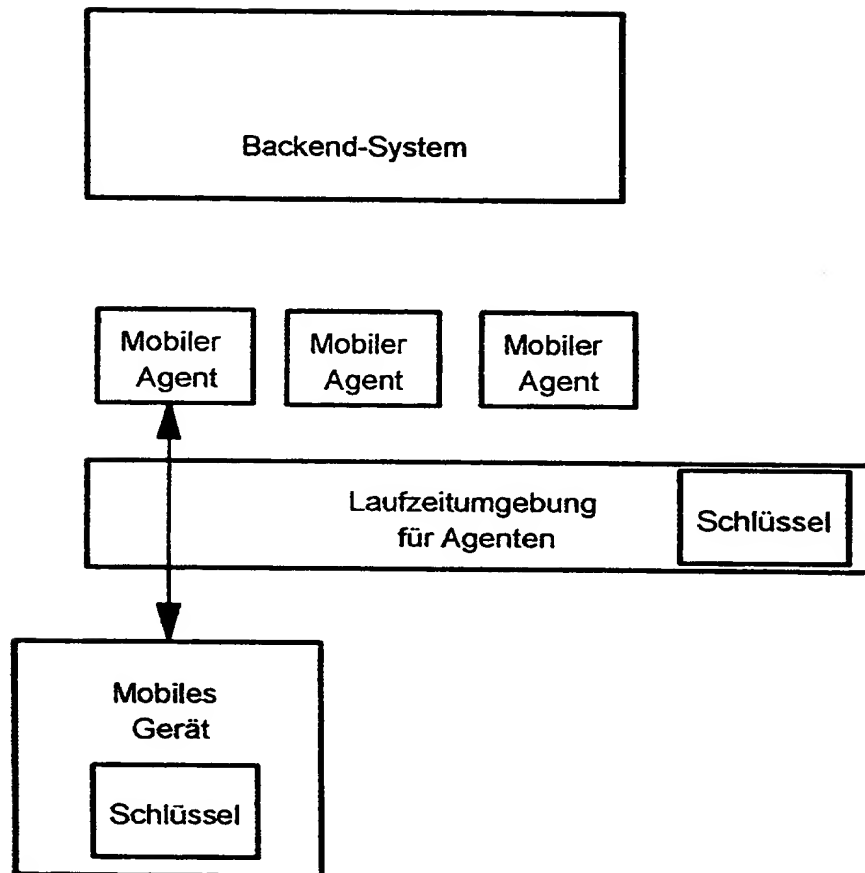 Backend-System
Mobiler
Agent
Mobiler
Agent
Mobiler
Agent
Laufzeitumgebung
für Agenten
Schlüssel
Mobiles
Gerät
Schlüssel